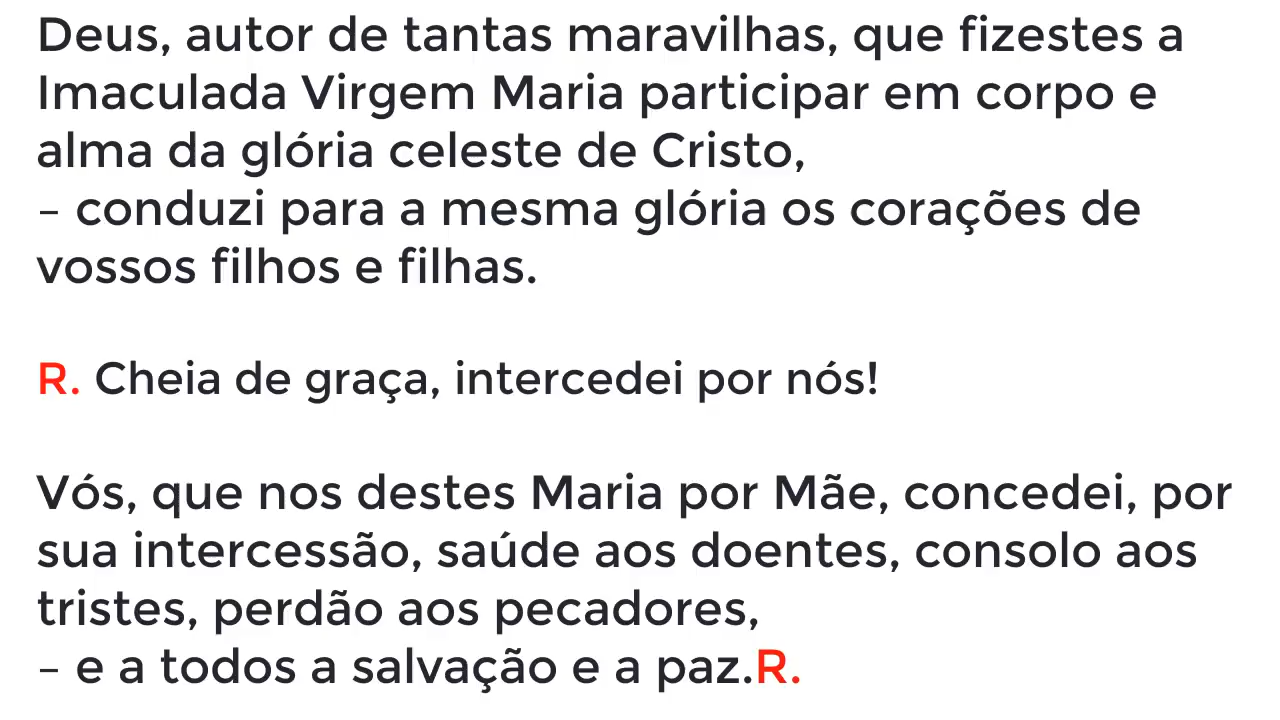 Deus, autor de tantas maravilhas, que fizestes a
Imaculada Virgem Maria participar em corpo e
alma da glória celeste de Cristo,
– conduzi para a mesma glória os corações de
vossos filhos e filhas.
R. Cheia de graça, intercedei por nós!
Vós, que nos destes Maria por Mãe, concedei, por
sua intercessão, saúde aos doentes, consolo aos
tristes, perdão aos pecadores,
– e a todos a salvação e a paz.R.